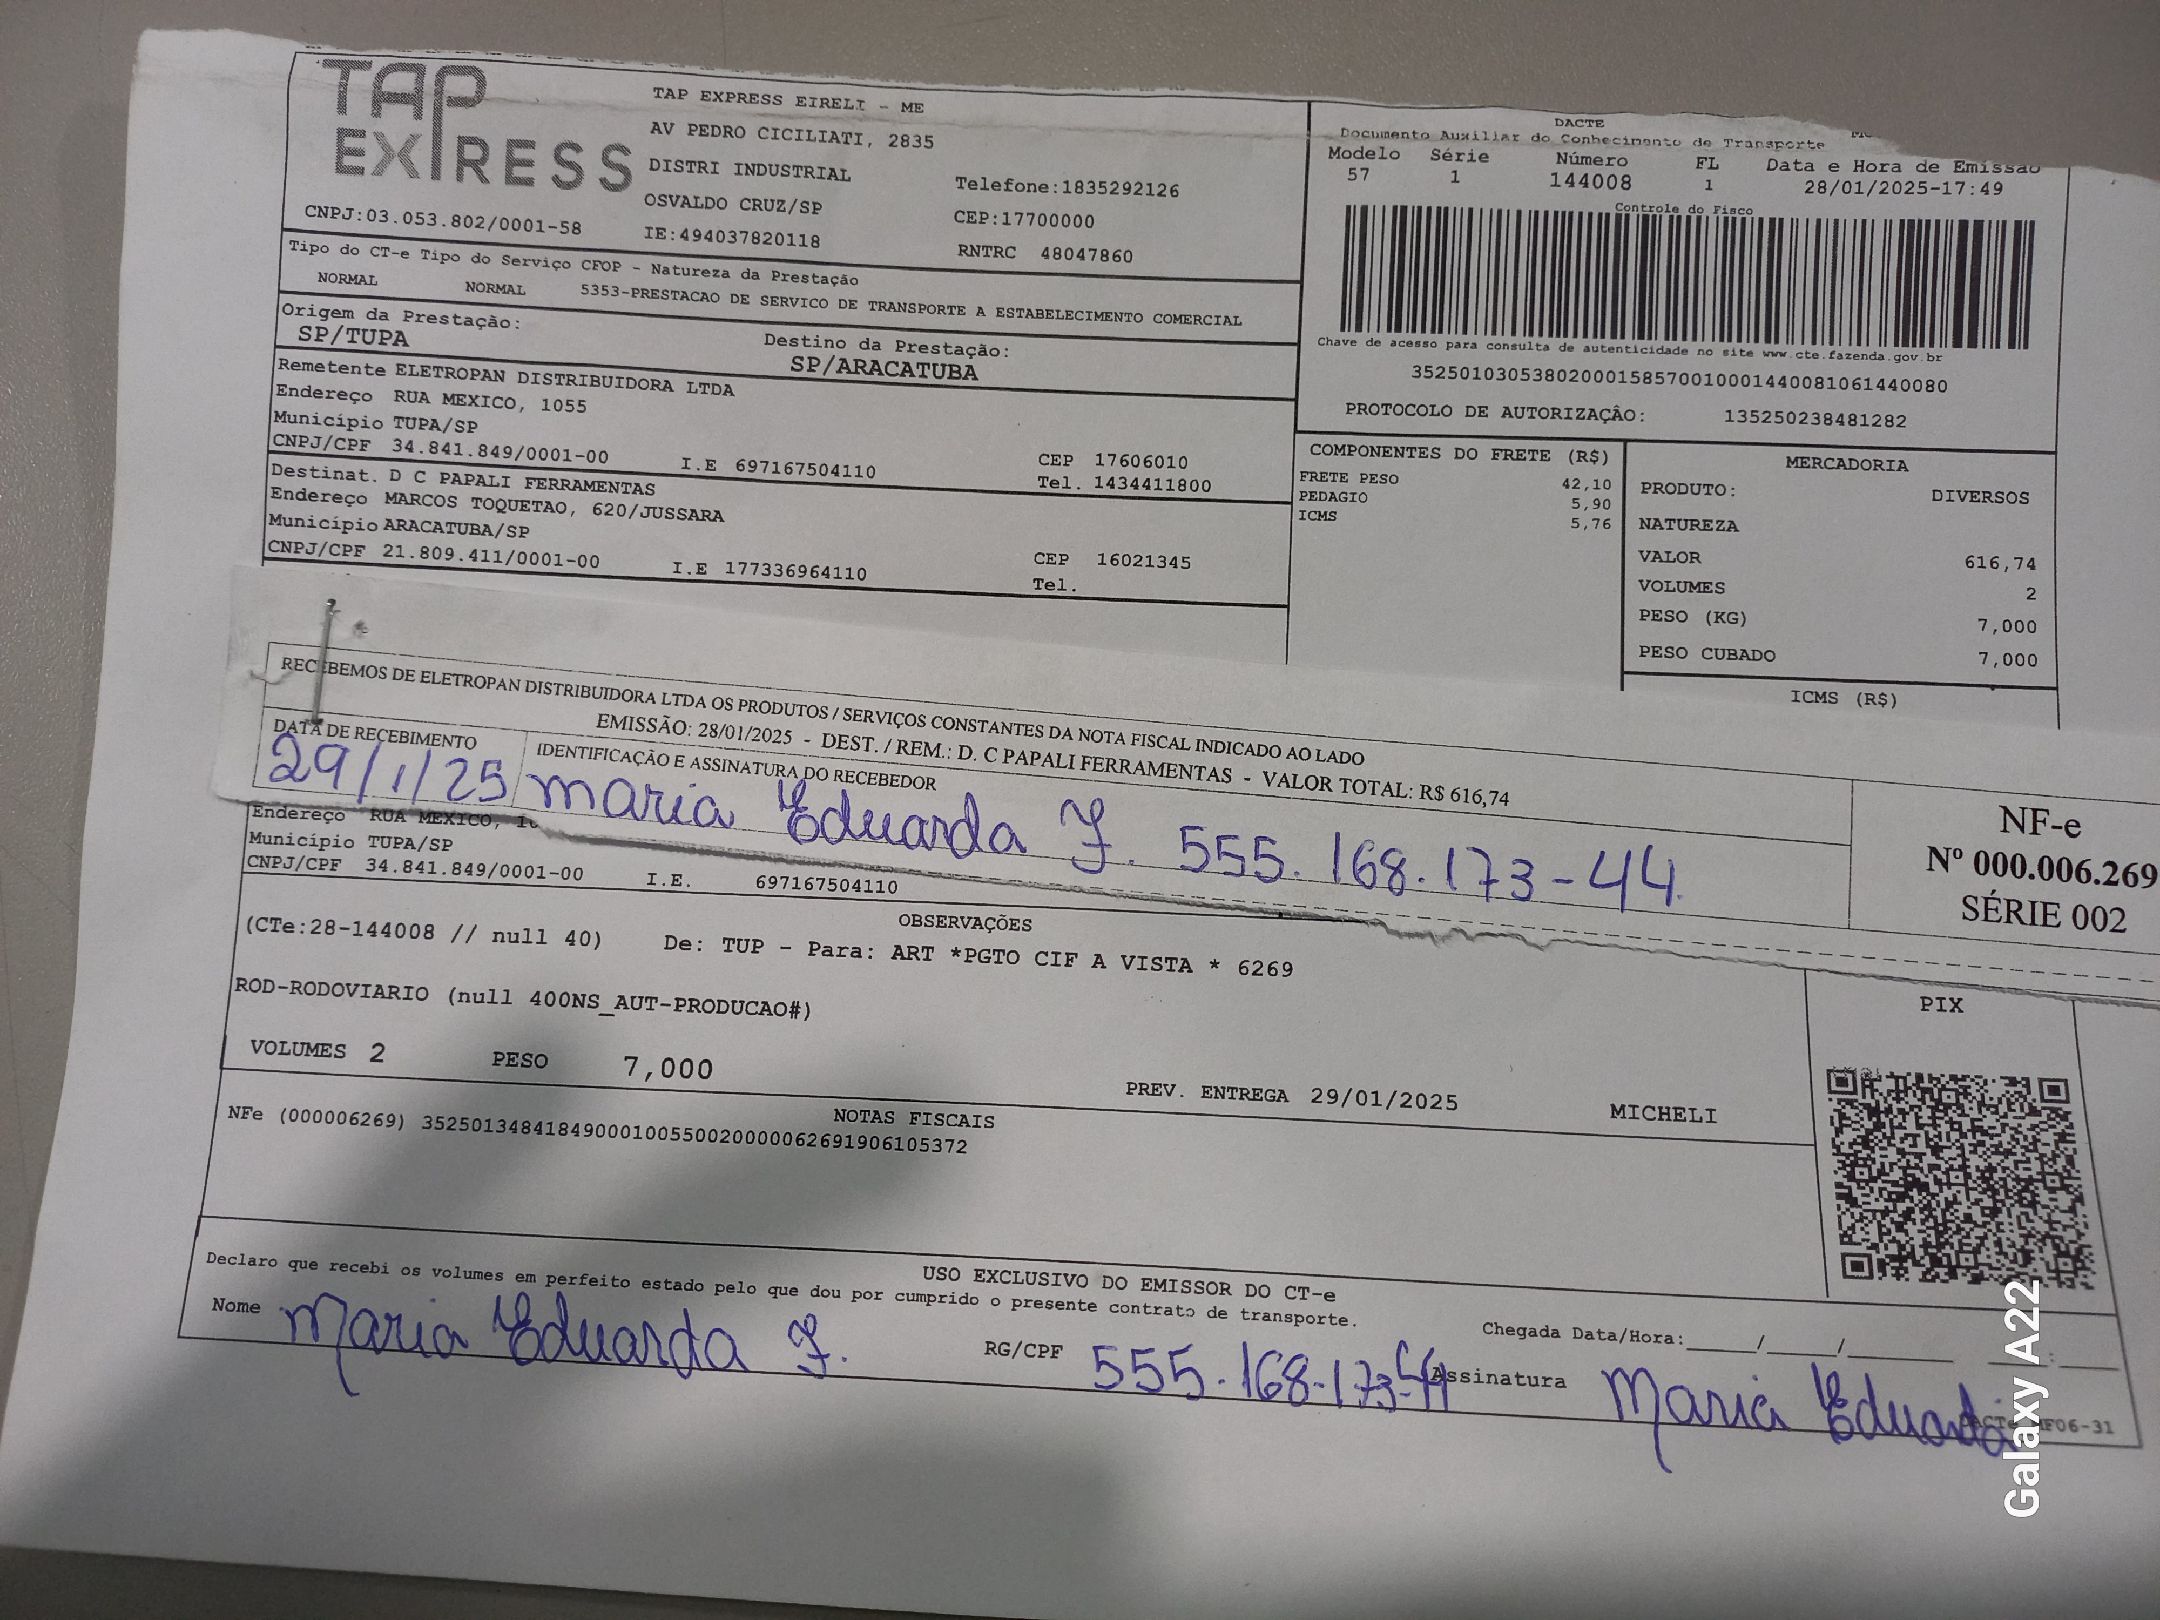 TAP EXPRESS
TAP EXPRESS EIRELI - ME
AV PEDRO CICILIATI, 2835
DISTRI INDUSTRIAL
Telefone:1835292126
OSVALDO CRUZ/SP
CEP:17700000
CNPJ:03.053.802/0001-58
IE:494037820118
RNTRC 48047860
DACTE
Documento Auxiliar do Conhecimento de Transporte
Modelo Série Número FL Data e Hora de Emissão
57 1 144008 1 28/01/2025-17:49
Controle do Fisco
Chave de acesso para consulta de autenticidade no site www.cte.fazenda.gov.br
35250103053802000158570010001440081061440080
PROTOCOLO DE AUTORIZAÇÃO: 135250238481282
Tipo do CT-e Tipo do Serviço CFOP - Natureza da Prestação
NORMAL NORMAL 5353-PRESTACAO DE SERVICO DE TRANSPORTE A ESTABELECIMENTO COMERCIAL
Origem da Prestação: Destino da Prestação:
SP/TUPA SP/ARACATUBA
Remetente ELETROPAN DISTRIBUIDORA LTDA
Endereço RUA MEXICO, 1055
Município TUPA/SP CEP 17606010
CNPJ/CPF 34.841.849/0001-00 I.E 697167504110 Tel. 1434411800
Destinat. D C PAPALI FERRAMENTAS
Endereço MARCOS TOQUETAO, 620/JUSSARA
Município ARACATUBA/SP CEP 16021345
CNPJ/CPF 21.809.411/0001-00 I.E 177336964110 Tel.
COMPONENTES DO FRETE (R$)
FRETE PESO 42,10
PEDAGIO 5,90
ICMS 5,76
MERCADORIA
PRODUTO: DIVERSOS
NATUREZA
VALOR 616,74
VOLUMES 2
PESO (KG) 7,000
PESO CUBADO 7,000
ICMS (R$)
RECEBEMOS DE ELETROPAN DISTRIBUIDORA LTDA OS PRODUTOS / SERVIÇOS CONSTANTES DA NOTA FISCAL INDICADO AO LADO
EMISSÃO: 28/01/2025 - DEST. / REM.: D. C PAPALI FERRAMENTAS - VALOR TOTAL: R$ 616,74
DATA DE RECEBIMENTO IDENTIFICAÇÃO E ASSINATURA DO RECEBEDOR
29/1/25 Maria Eduarda F. 555.168.173-44
NF-e
Nº 000.006.269
SÉRIE 002
Endereço RUA MEXICO,
Município TUPA/SP
CNPJ/CPF 34.841.849/0001-00 I.E. 697167504110
OBSERVAÇÕES
(CTe:28-144008 // null 40) De: TUP - Para: ART *PGTO CIF A VISTA * 6269
ROD-RODOVIARIO (null 400NS_AUT-PRODUCAO#)
PIX
VOLUMES 2 PESO 7,000 PREV. ENTREGA 29/01/2025 MICHELI
NOTAS FISCAIS
NFe (000006269) 35250134841849000100550020000062691906105372
USO EXCLUSIVO DO EMISSOR DO CT-e
Declaro que recebi os volumes em perfeito estado pelo que dou por cumprido o presente contrato de transporte.
Chegada Data/Hora:_____/_____/_______ ____:____
Nome Maria Eduarda F. RG/CPF 555.168-173-44 Assinatura Maria Eduarda
Galaxy A22